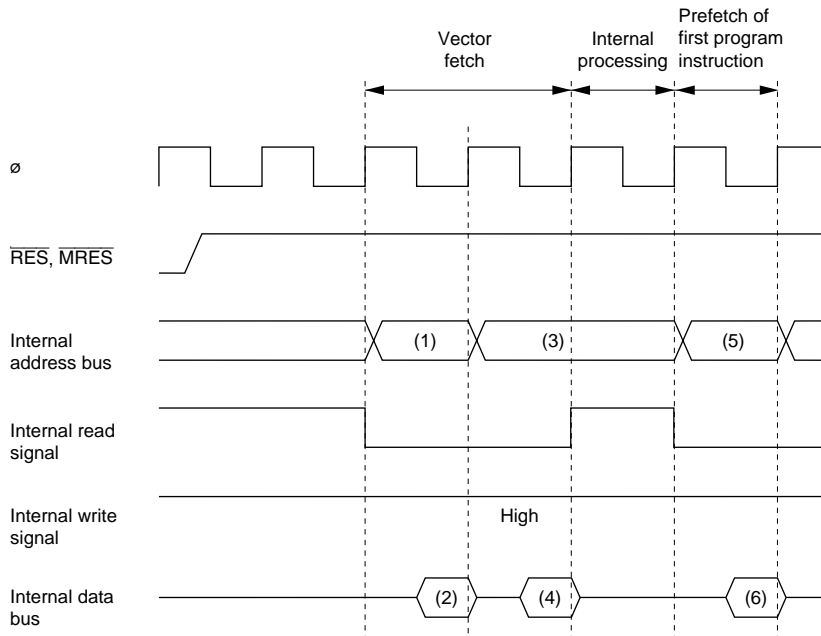 Vector
fetch
Internal
processing
Prefetch of
first program
instruction
ø
RES, MRES
Internal
address bus
(1)
(3)
(5)
Internal read
signal
Internal write
signal
High
Internal data
bus
(2)
(4)
(6)